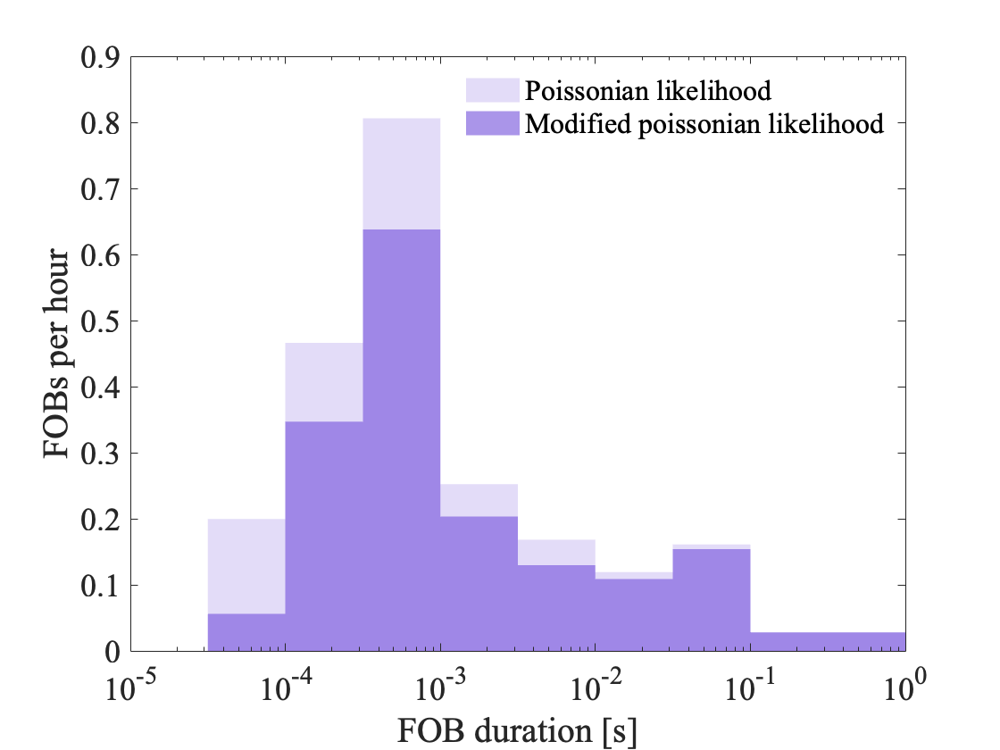 0.9
0.8
0.7
0.6
0.5
0.4
0.3
0.2
0.1
0
FOBs per hour
Poissonian likelihood
Modified poissonian likelihood
10^-5 10^-4 10^-3 10^-2 10^-1 10^0
FOB duration [s]